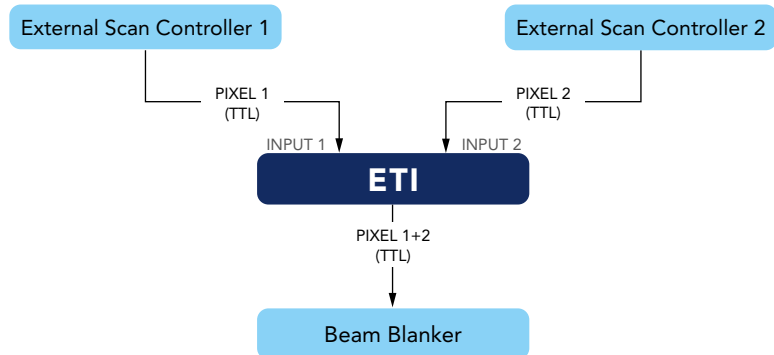 External Scan Controller 1
External Scan Controller 2
PIXEL 1
(TTL)
PIXEL 2
(TTL)
INPUT 1
INPUT 2
ETI
PIXEL 1+2
(TTL)
Beam Blanker